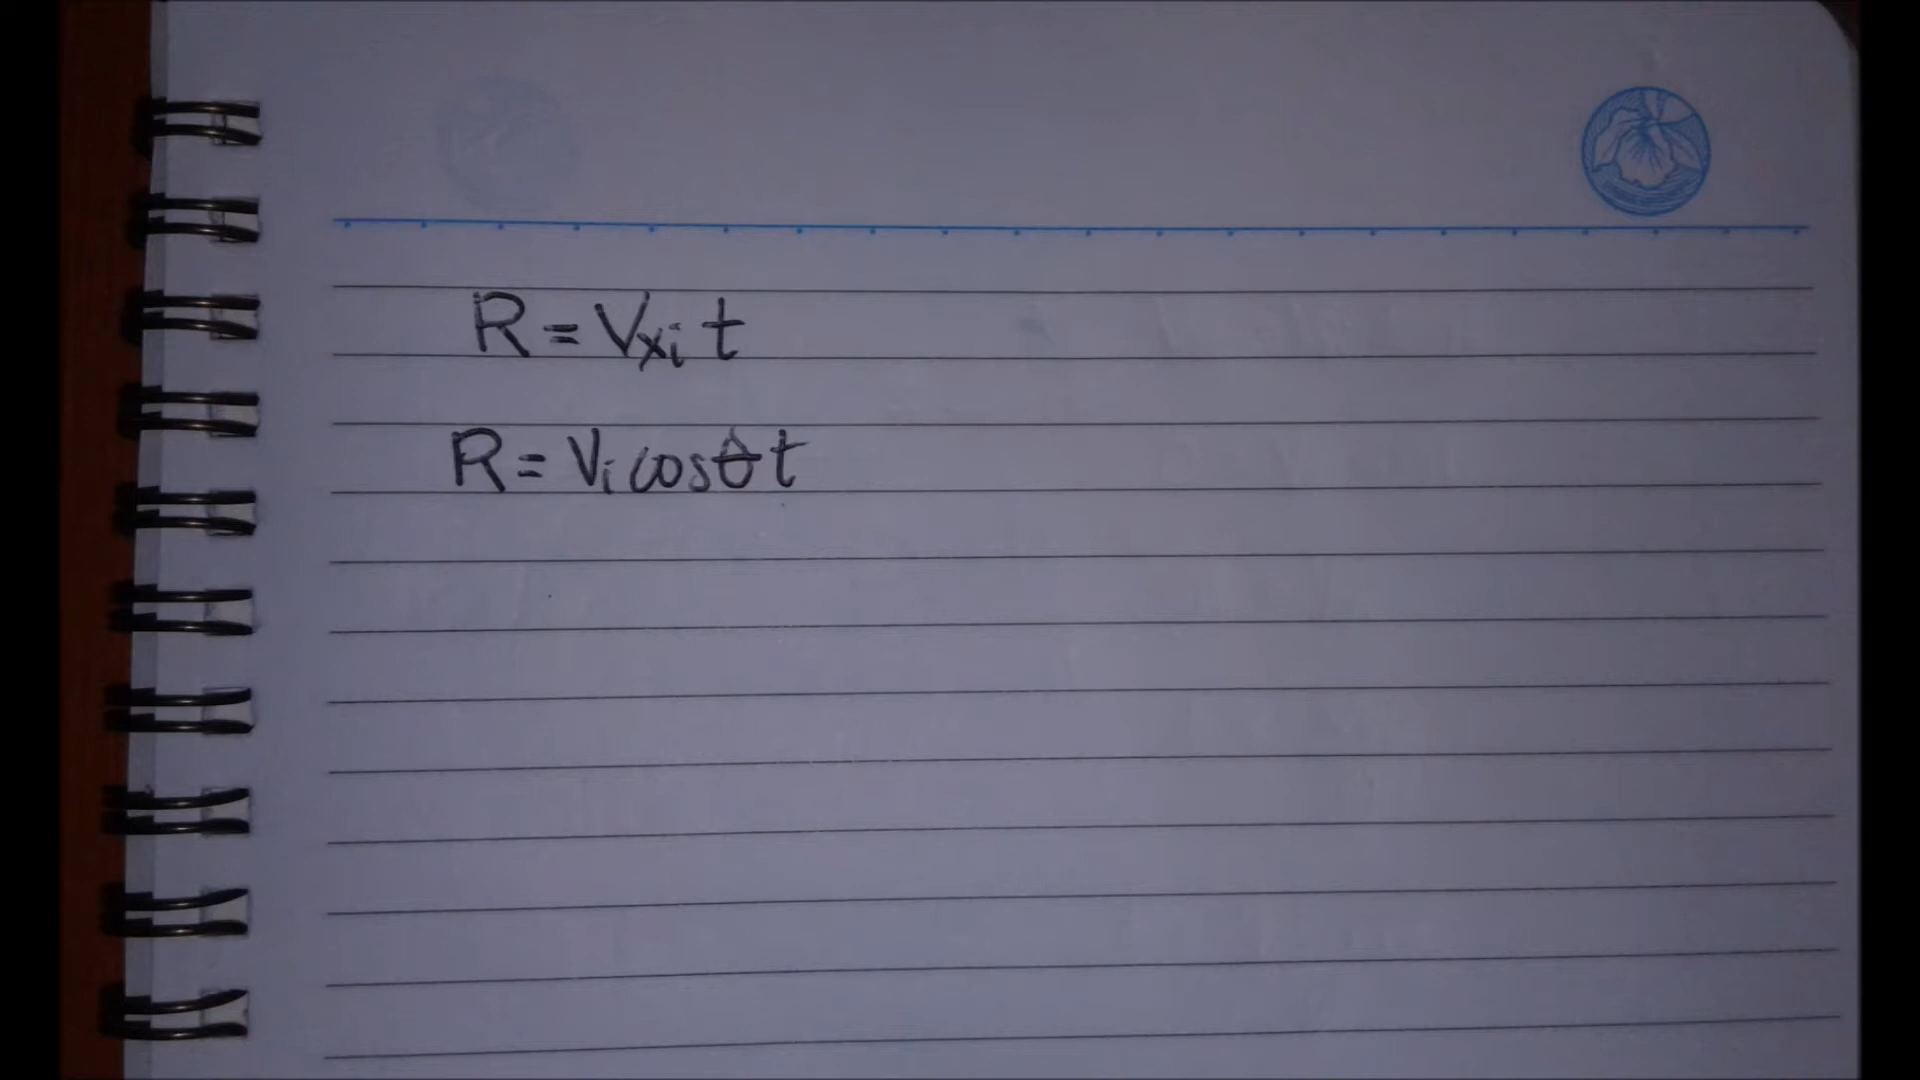 R = Vxi t
R = Vi cosθ t